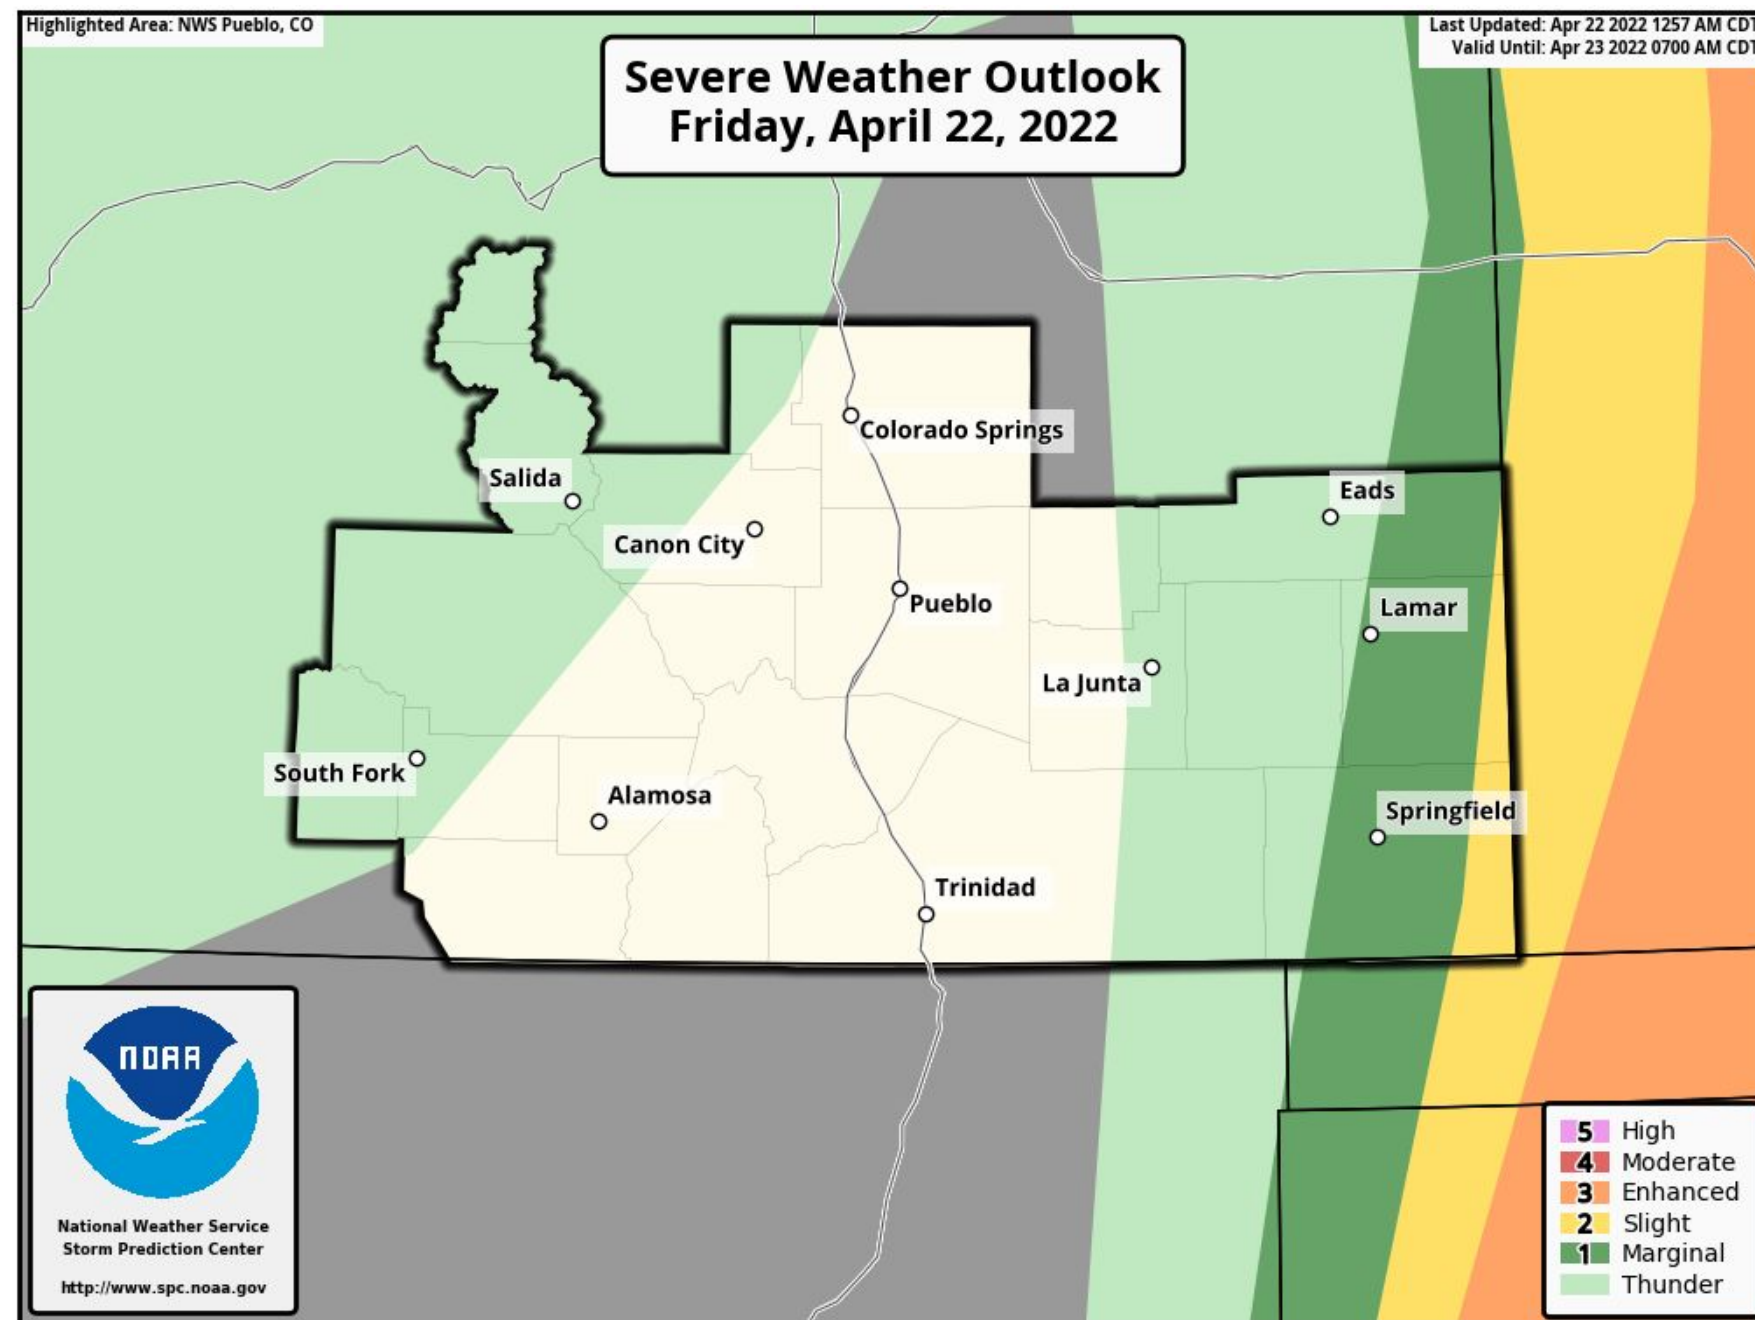 Highlighted Area: NWS Pueblo, CO
Last Updated: Apr 22 2022 1257 AM CDT
Valid Until: Apr 23 2022 0700 AM CDT
Severe Weather Outlook
Friday, April 22, 2022
Colorado Springs
Salida
Eads
Canon City
Pueblo
Lamar
La Junta
South Fork
Alamosa
Springfield
Trinidad
NOAA
National Weather Service
Storm Prediction Center
http://www.spc.noaa.gov
5 High
4 Moderate
3 Enhanced
2 Slight
1 Marginal
Thunder